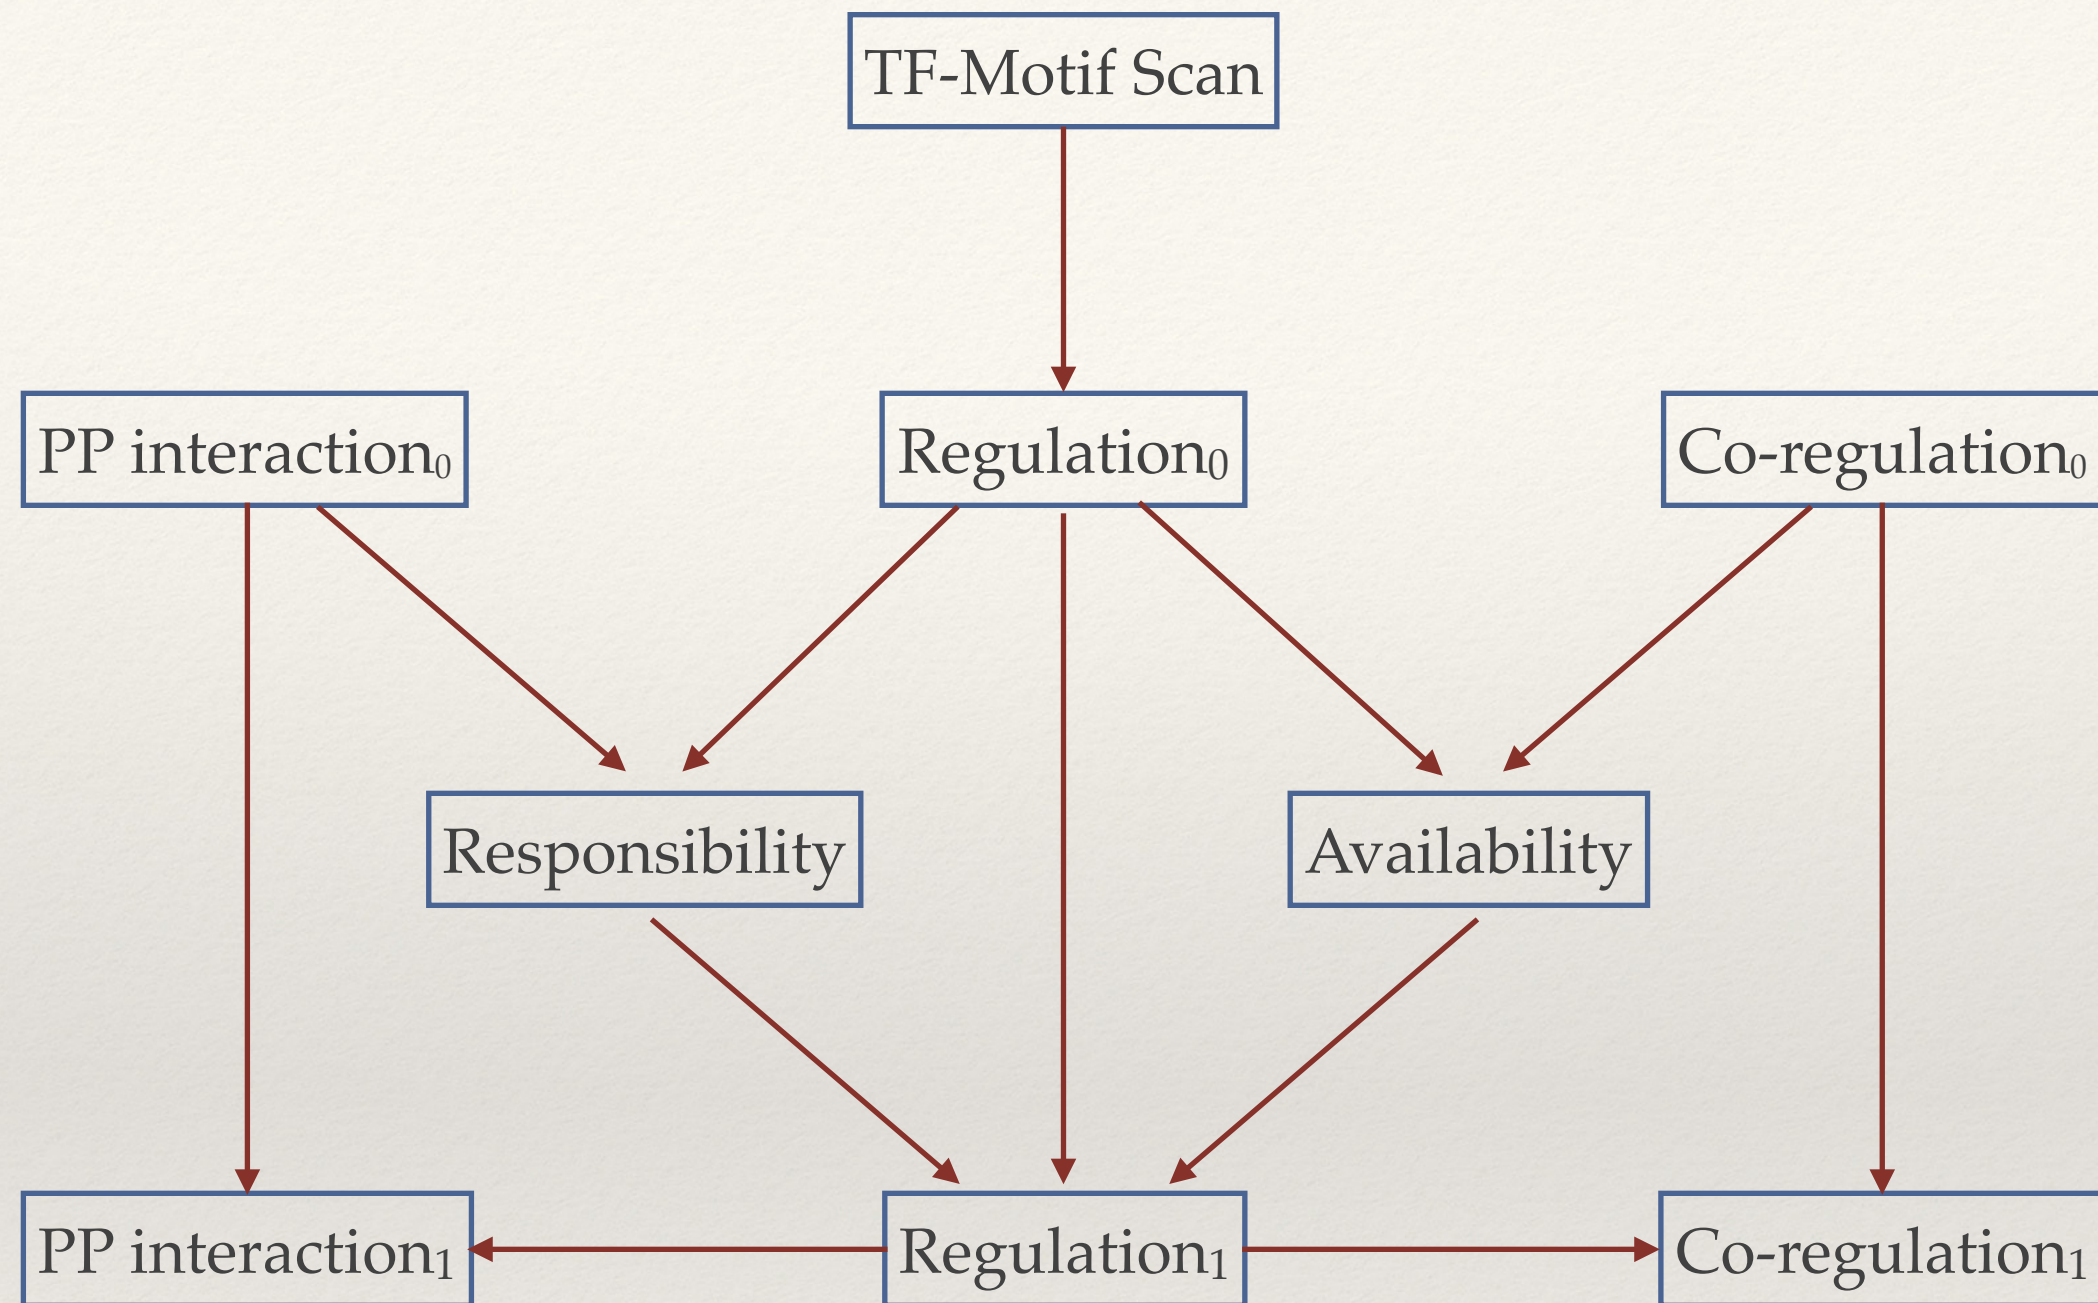 TF-Motif Scan
PP interaction₀
Regulation₀
Co-regulation₀
Responsibility
Availability
PP interaction₁
Regulation₁
Co-regulation₁